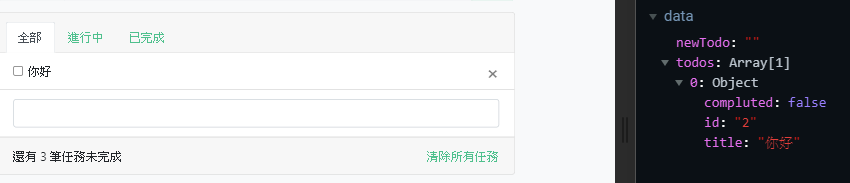 全部 進行中 已完成
你好 ×
還有 3 筆任務未完成 清除所有任務
data
newTodo: ""
todos: Array[1]
0: Object
compluted: false
id: "2"
title: "你好"